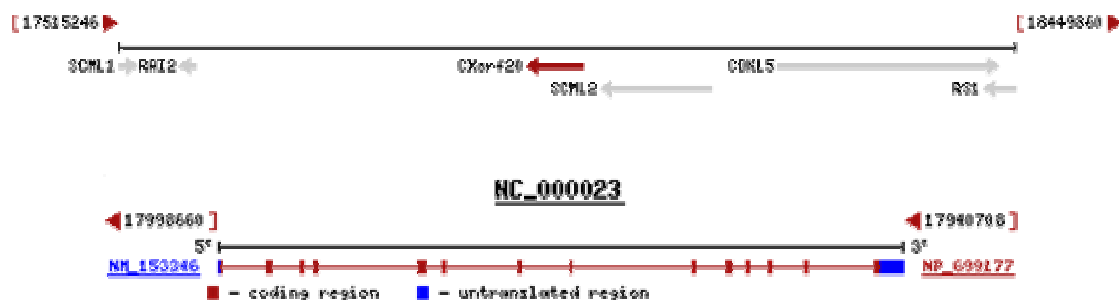 [ 17515246
[ 18449860
SCML1 RAI2 CXorf20 CDKL5
SCML2 RS1
NC_000023
17998660 ]
17940708 ]
5' 3'
NM_153346 NP_699177
- coding region - untranslated region